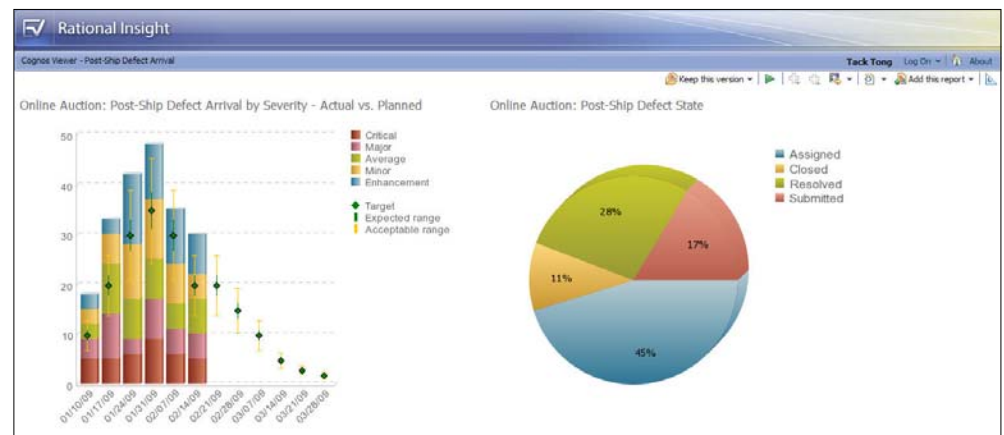 Rational Insight
Cognos Viewer - Post-Ship Defect Arrival
Tack Tong Log On About
Keep this version Add this report
Online Auction: Post-Ship Defect Arrival by Severity - Actual vs. Planned
50
40
30
20
10
0
01/10/09
01/17/09
01/24/09
01/31/09
02/07/09
02/14/09
02/21/09
02/28/09
03/07/09
03/14/09
03/21/09
03/28/09
Critical
Major
Average
Minor
Enhancement
Target
Expected range
Acceptable range
Online Auction: Post-Ship Defect State
28%
17%
11%
45%
Assigned
Closed
Resolved
Submitted